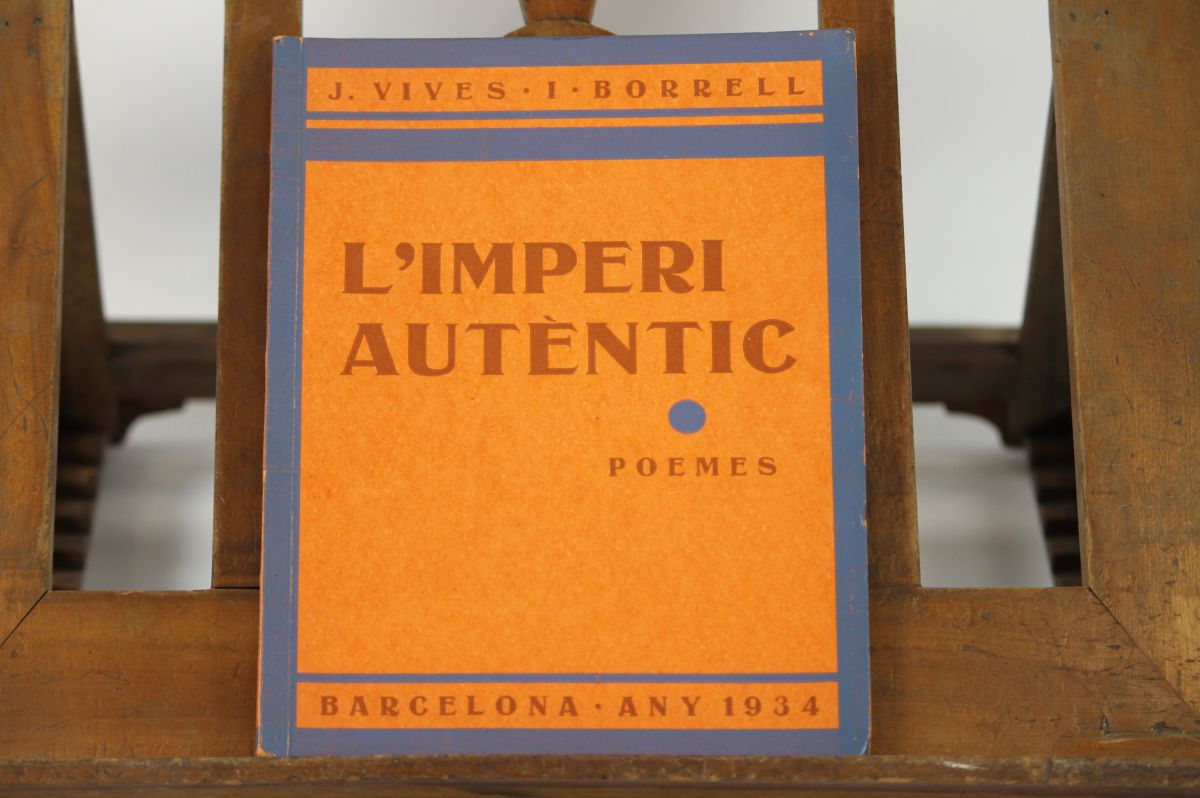 J. VIVES · I · BORRELL
L'IMPERI
AUTÈNTIC
POEMES
BARCELONA · ANY 1934